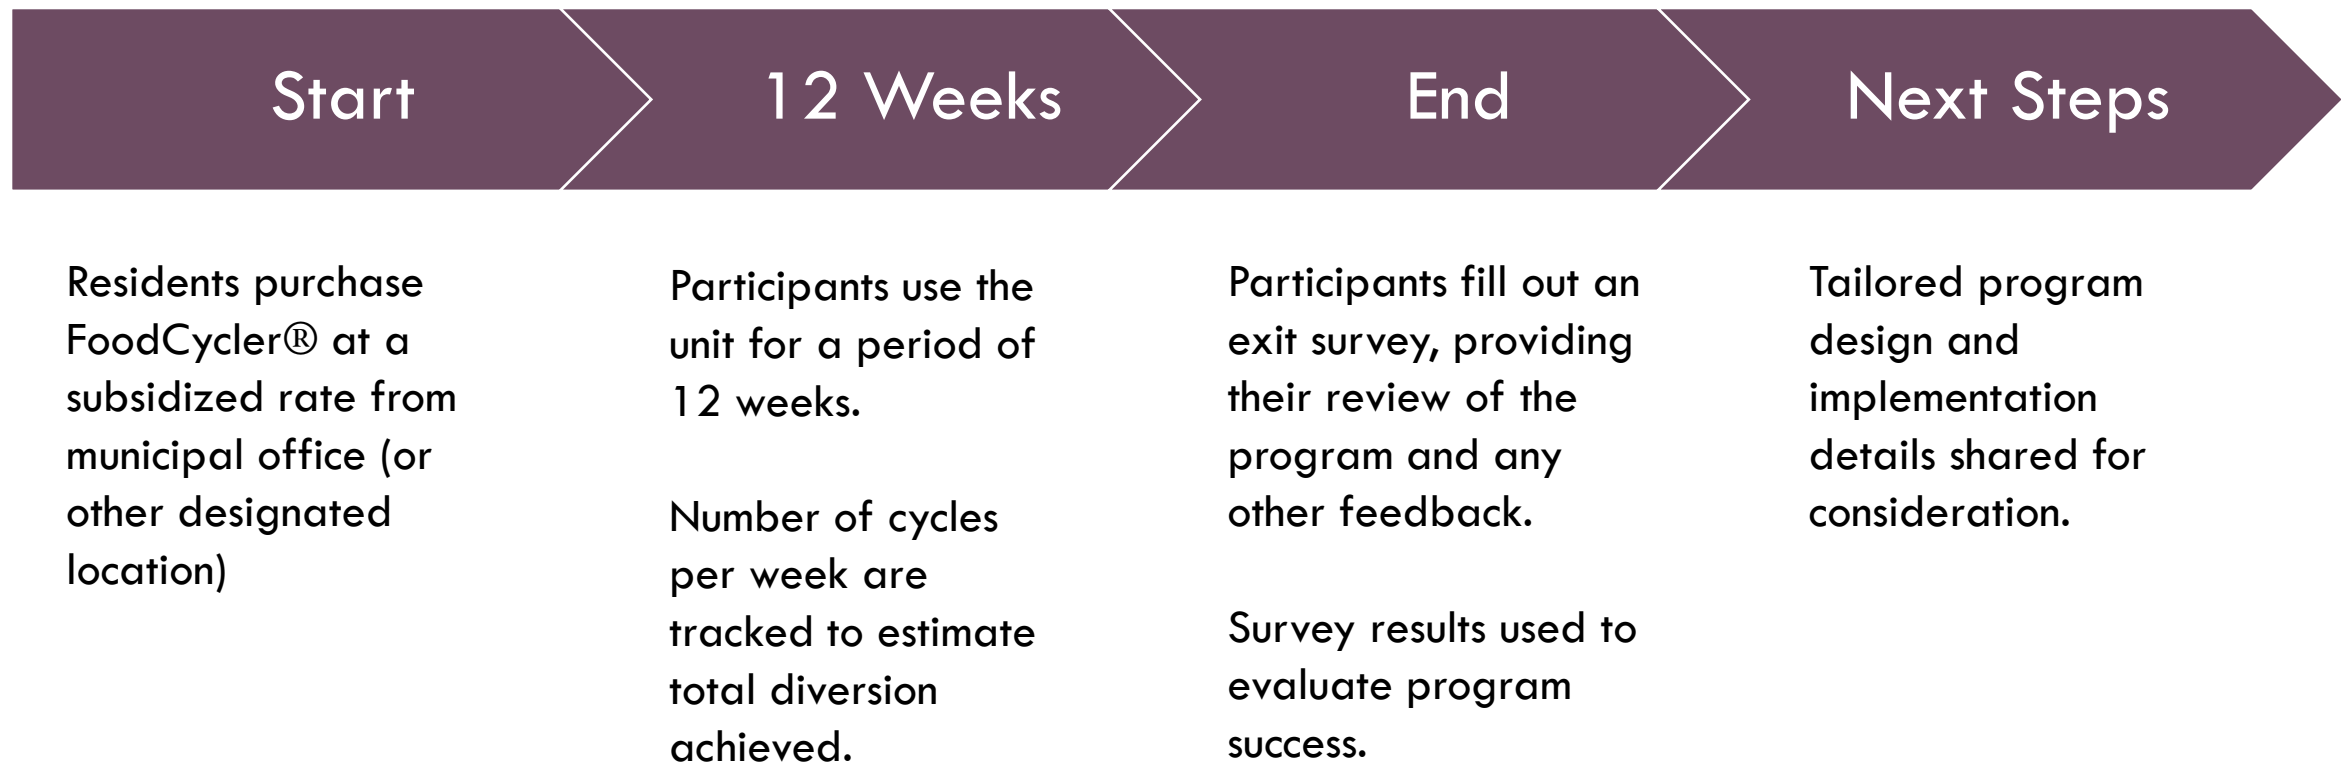 Start
12 Weeks
End
Next Steps
Residents purchase
FoodCycler® at a
subsidized rate from
municipal office (or
other designated
location)
Participants use the
unit for a period of
12 weeks.
Number of cycles
per week are
tracked to estimate
total diversion
achieved.
Participants fill out an
exit survey, providing
their review of the
program and any
other feedback.
Survey results used to
evaluate program
success.
Tailored program
design and
implementation
details shared for
consideration.